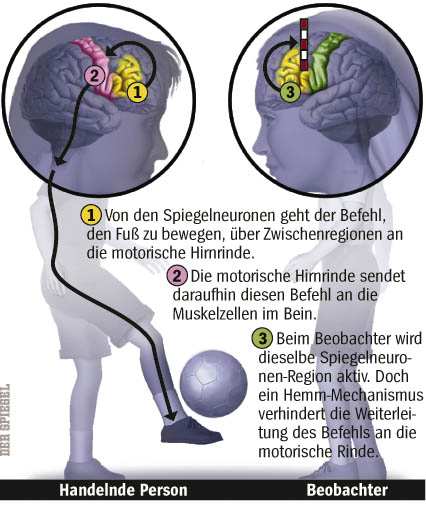 2
1
3
1 Von den Spiegelneuronen geht der Befehl,
den Fuß zu bewegen, über Zwischenregionen an
die motorische Hirnrinde.
2 Die motorische Hirnrinde sendet
daraufhin diesen Befehl an die
Muskelzellen im Bein.
3 Beim Beobachter wird
dieselbe Spiegelneuro-
nen-Region aktiv. Doch
ein Hemm-Mechanismus
verhindert die Weiterlei-
tung des Befehls an die
motorische Rinde.
DER SPIEGEL
Handelnde Person
Beobachter